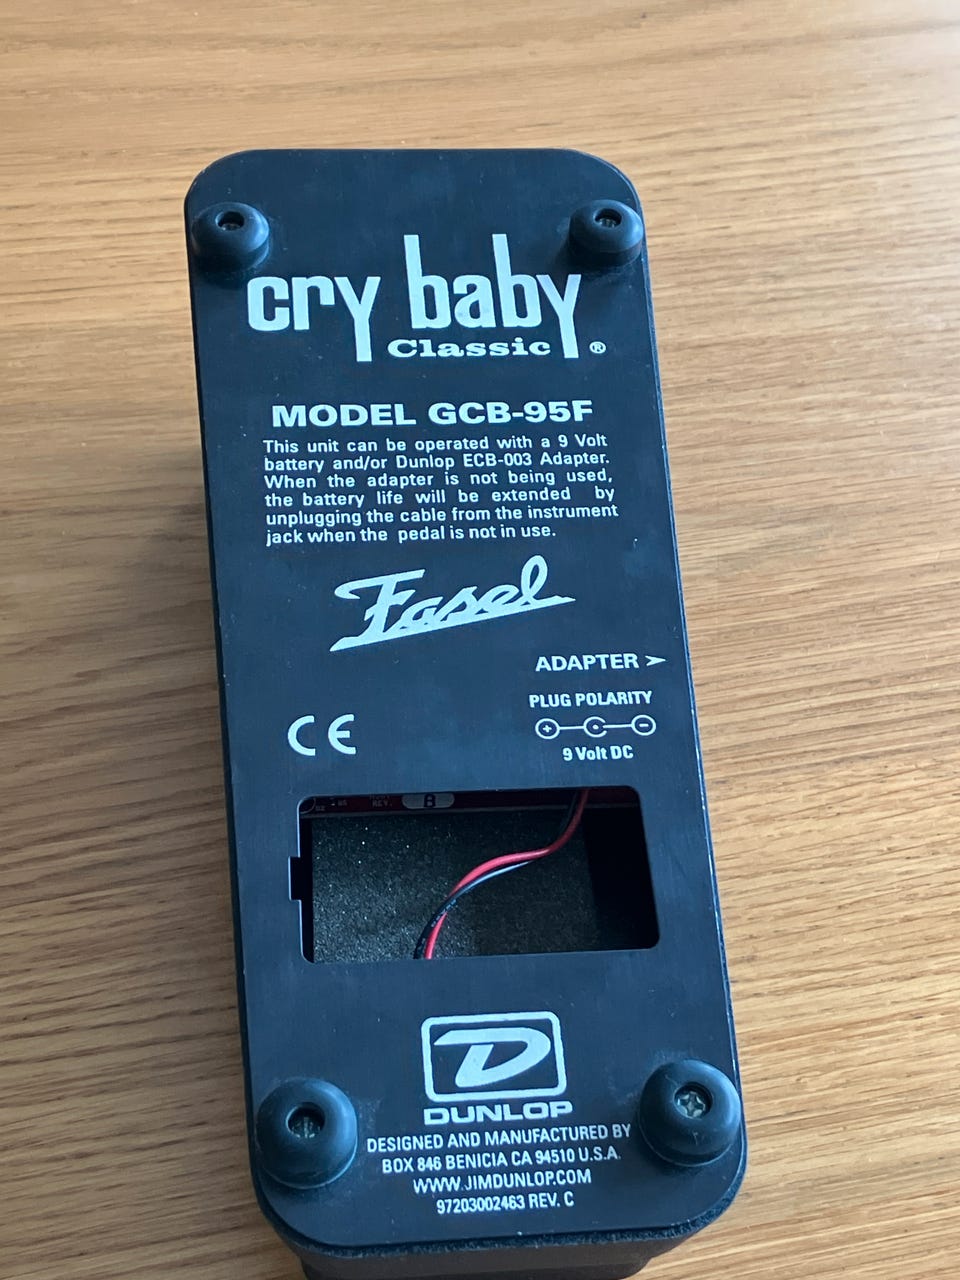 cry baby
Classic ®
MODEL GCB-95F
This unit can be operated with a 9 Volt
battery and/or Dunlop ECB-003 Adapter.
When the adapter is not being used,
the battery life will be extended by
unplugging the cable from the instrument
jack when the pedal is not in use.
Fasel
ADAPTER
PLUG POLARITY
+ -
9 Volt DC
CE
REV. B
D
DUNLOP
DESIGNED AND MANUFACTURED BY
BOX 846 BENICIA CA 94510 U.S.A.
WWW.JIMDUNLOP.COM
97203002463 REV. C